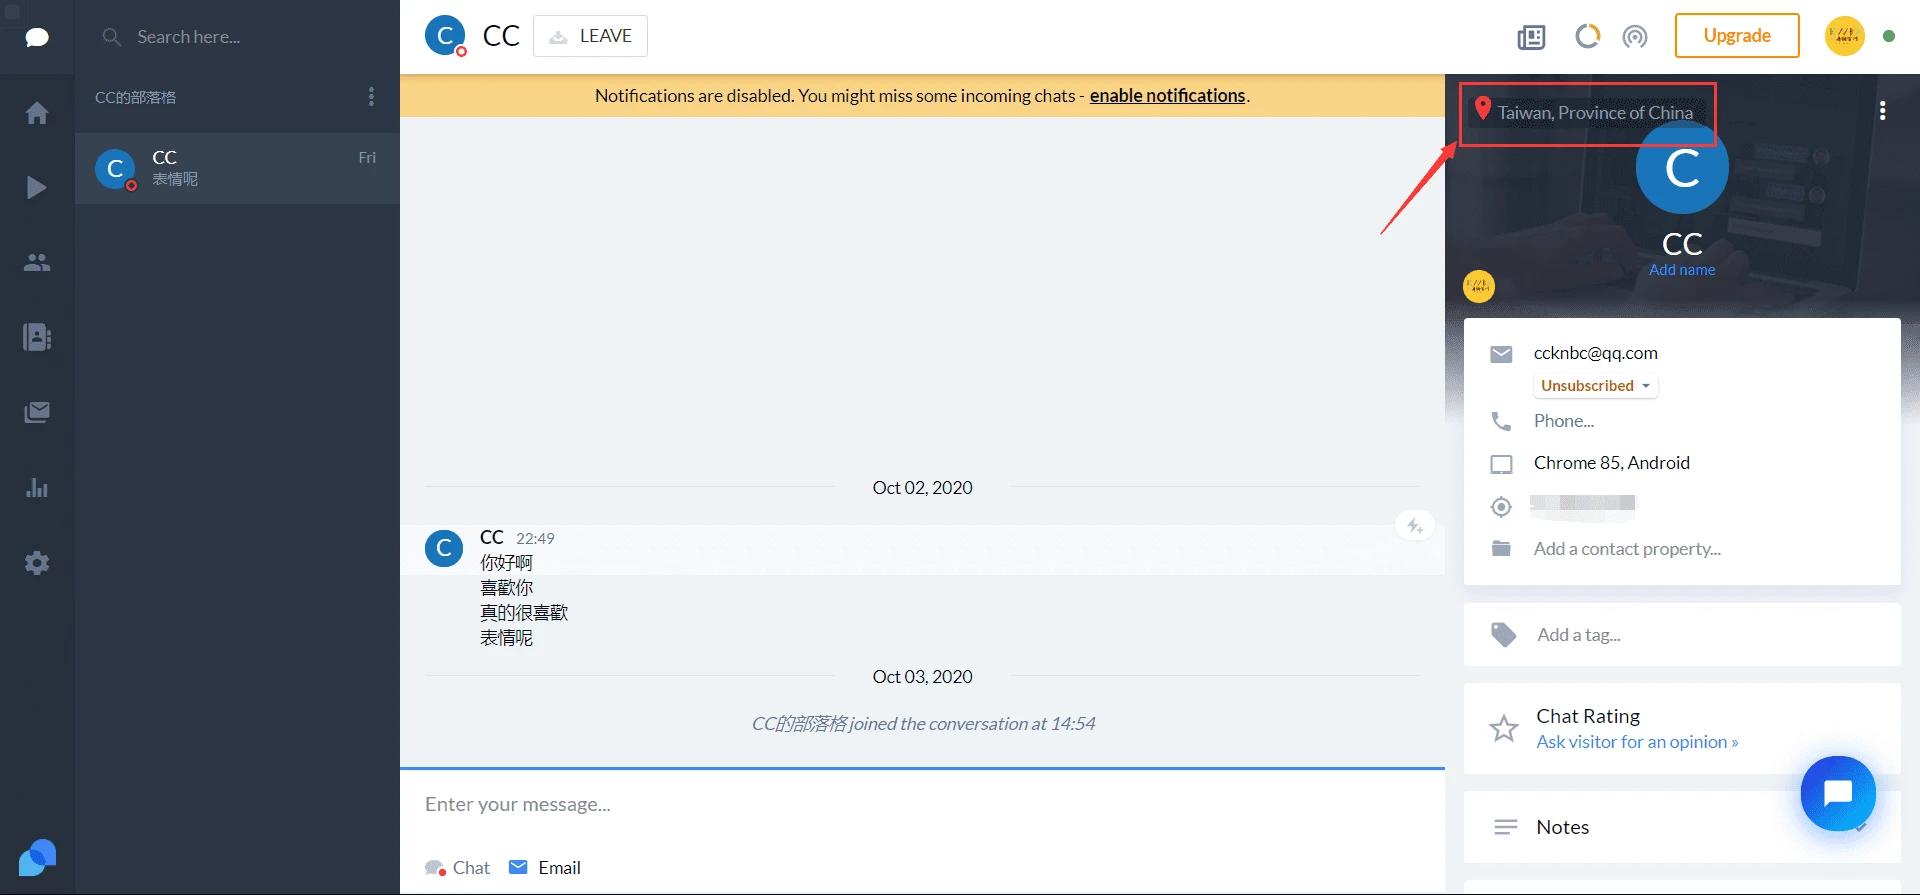 Search here...
CC的部落格
C
CC
Fri
表情呢
C
CC
LEAVE
Upgrade
Notifications are disabled. You might miss some incoming chats - enable notifications.
Oct 02, 2020
C
CC 22:49
你好啊
喜歡你
真的很喜歡
表情呢
Oct 03, 2020
CC的部落格 joined the conversation at 14:54
Enter your message...
Chat
Email
Taiwan, Province of China
C
CC
Add name
ccknbc@qq.com
Unsubscribed
Phone...
Chrome 85, Android
Add a contact property...
Add a tag...
Chat Rating
Ask visitor for an opinion »
Notes